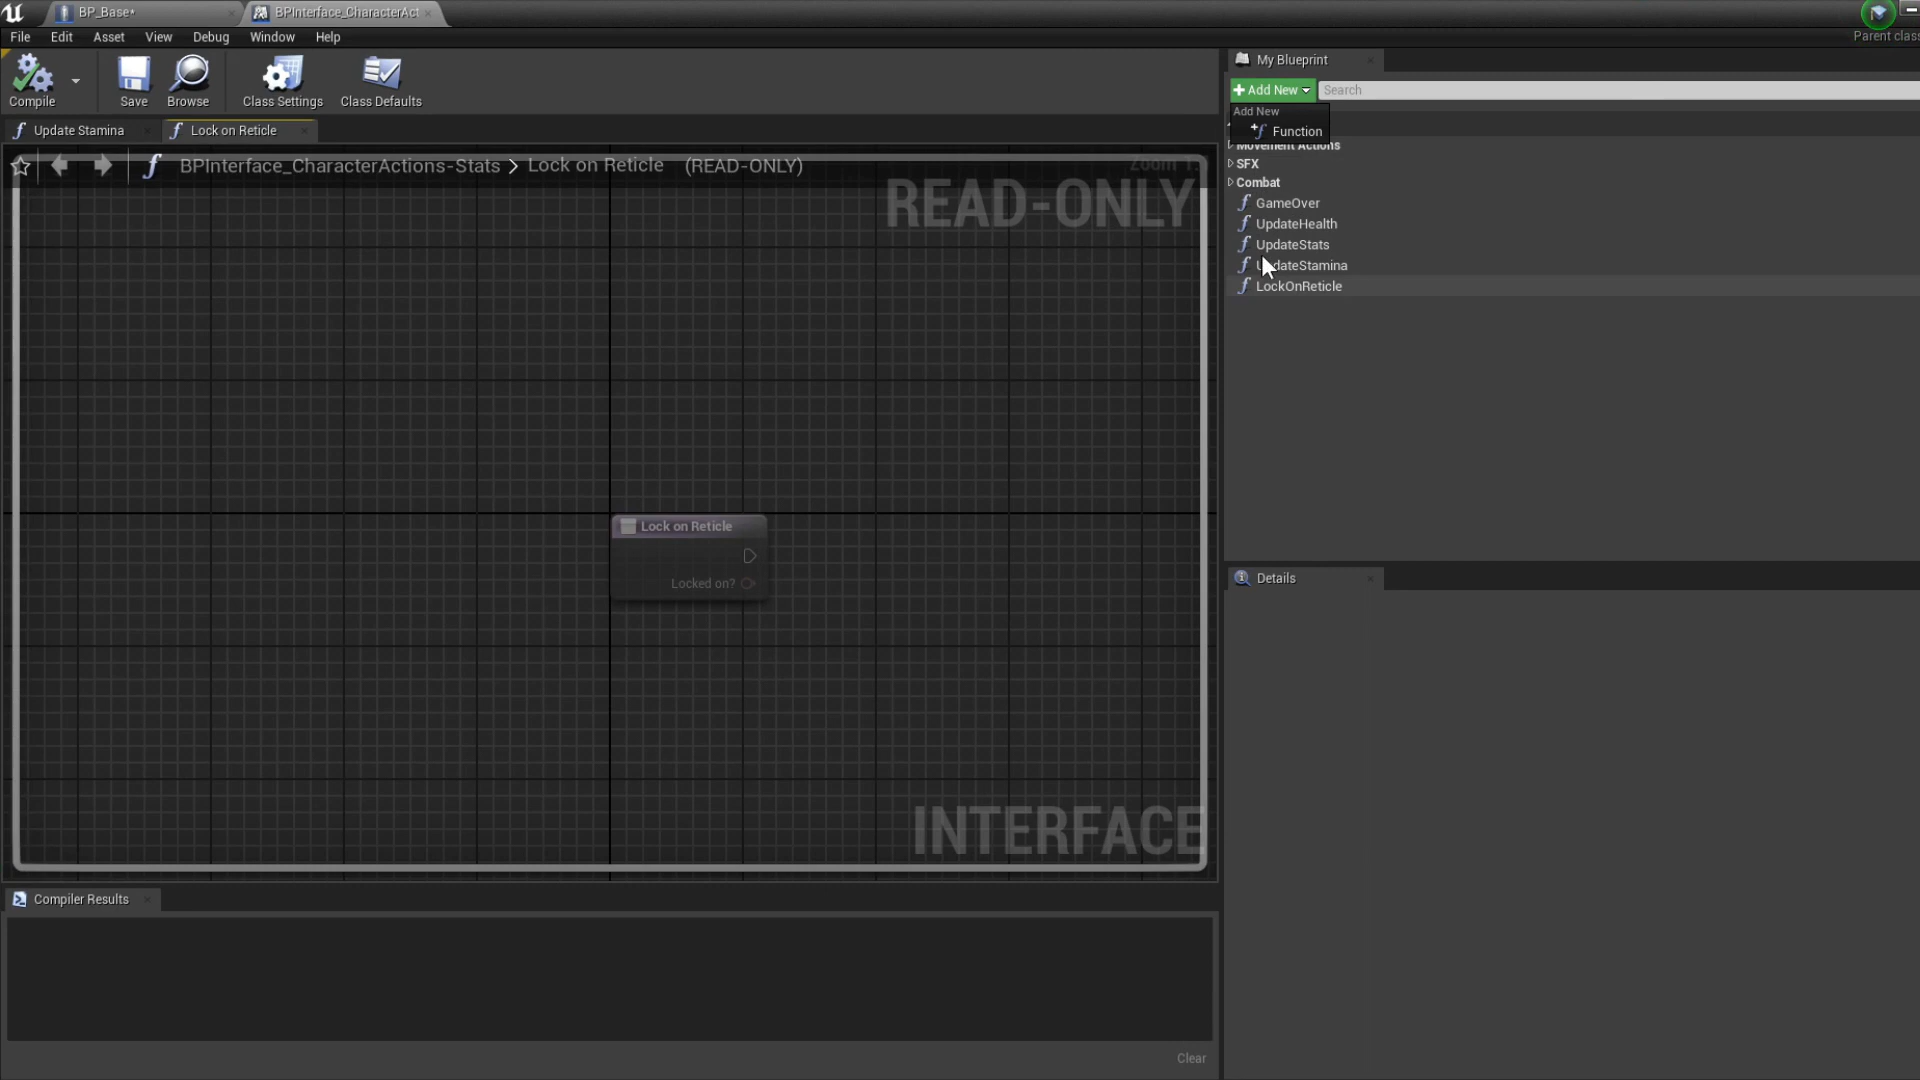 BP_Base*
BPInterface_CharacterAct
Parent clas
File Edit Asset View Debug Window Help
Compile
Save
Browse
Class Settings
Class Defaults
Update Stamina
Lock on Reticle
BPInterface_CharacterActions-Stats > Lock on Reticle (READ-ONLY)
Zoom 1:1
READ-ONLY
Lock on Reticle
Locked on?
INTERFACE
Compiler Results
Clear
My Blueprint
+ Add New
Search
Add New
Function
Movement Actions
SFX
Combat
GameOver
UpdateHealth
UpdateStats
UpdateStamina
LockOnReticle
Details